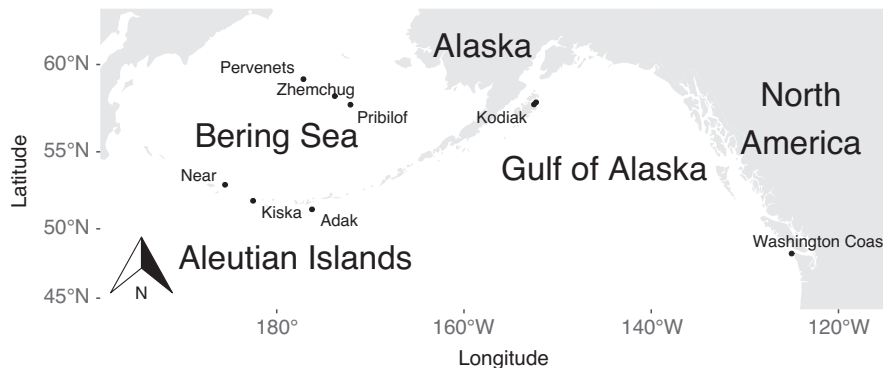 60°N
55°N
50°N
45°N
Latitude
Alaska
Pervenets
Zhemchug
Pribilof
Kodiak
North
America
Bering Sea
Gulf of Alaska
Near
Kiska
Adak
Washington Coas
Aleutian Islands
N
180°
160°W
140°W
120°W
Longitude